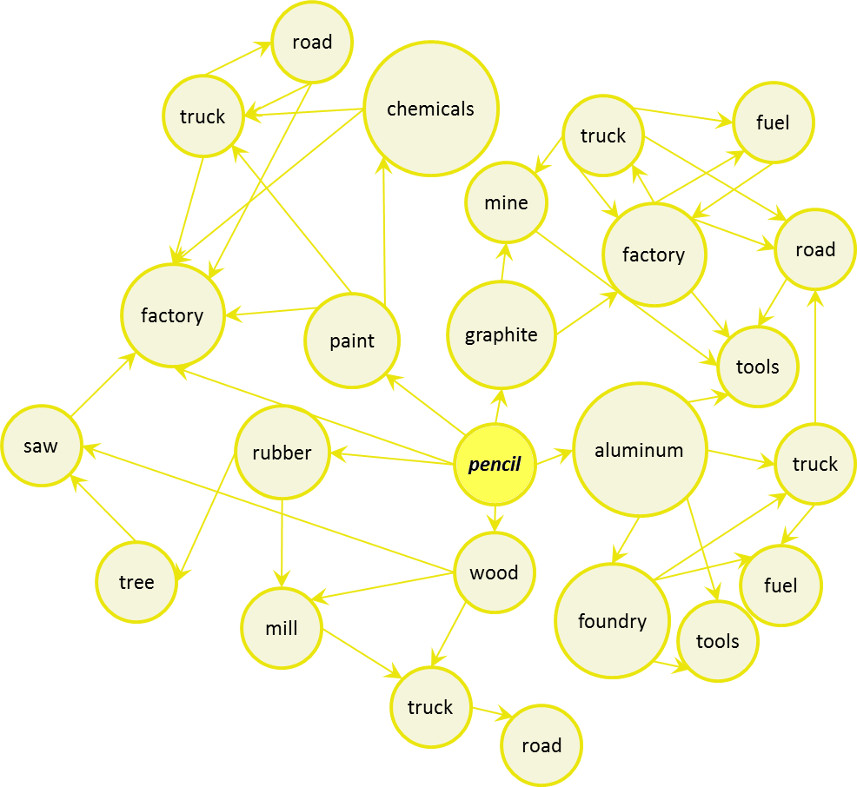 road
truck
chemicals
truck
fuel
mine
factory
road
factory
paint
graphite
tools
saw
rubber
pencil
aluminum
truck
tree
wood
fuel
mill
foundry
tools
truck
road